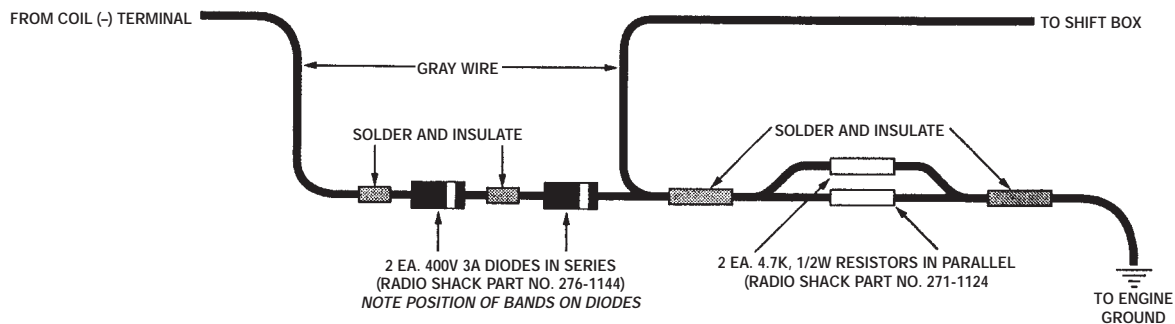 FROM COIL (–) TERMINAL
TO SHIFT BOX
GRAY WIRE
SOLDER AND INSULATE
SOLDER AND INSULATE
2 EA. 400V 3A DIODES IN SERIES
(RADIO SHACK PART NO. 276-1144)
NOTE POSITION OF BANDS ON DIODES
2 EA. 4.7K, 1/2W RESISTORS IN PARALLEL
(RADIO SHACK PART NO. 271-1124
TO ENGINE
GROUND